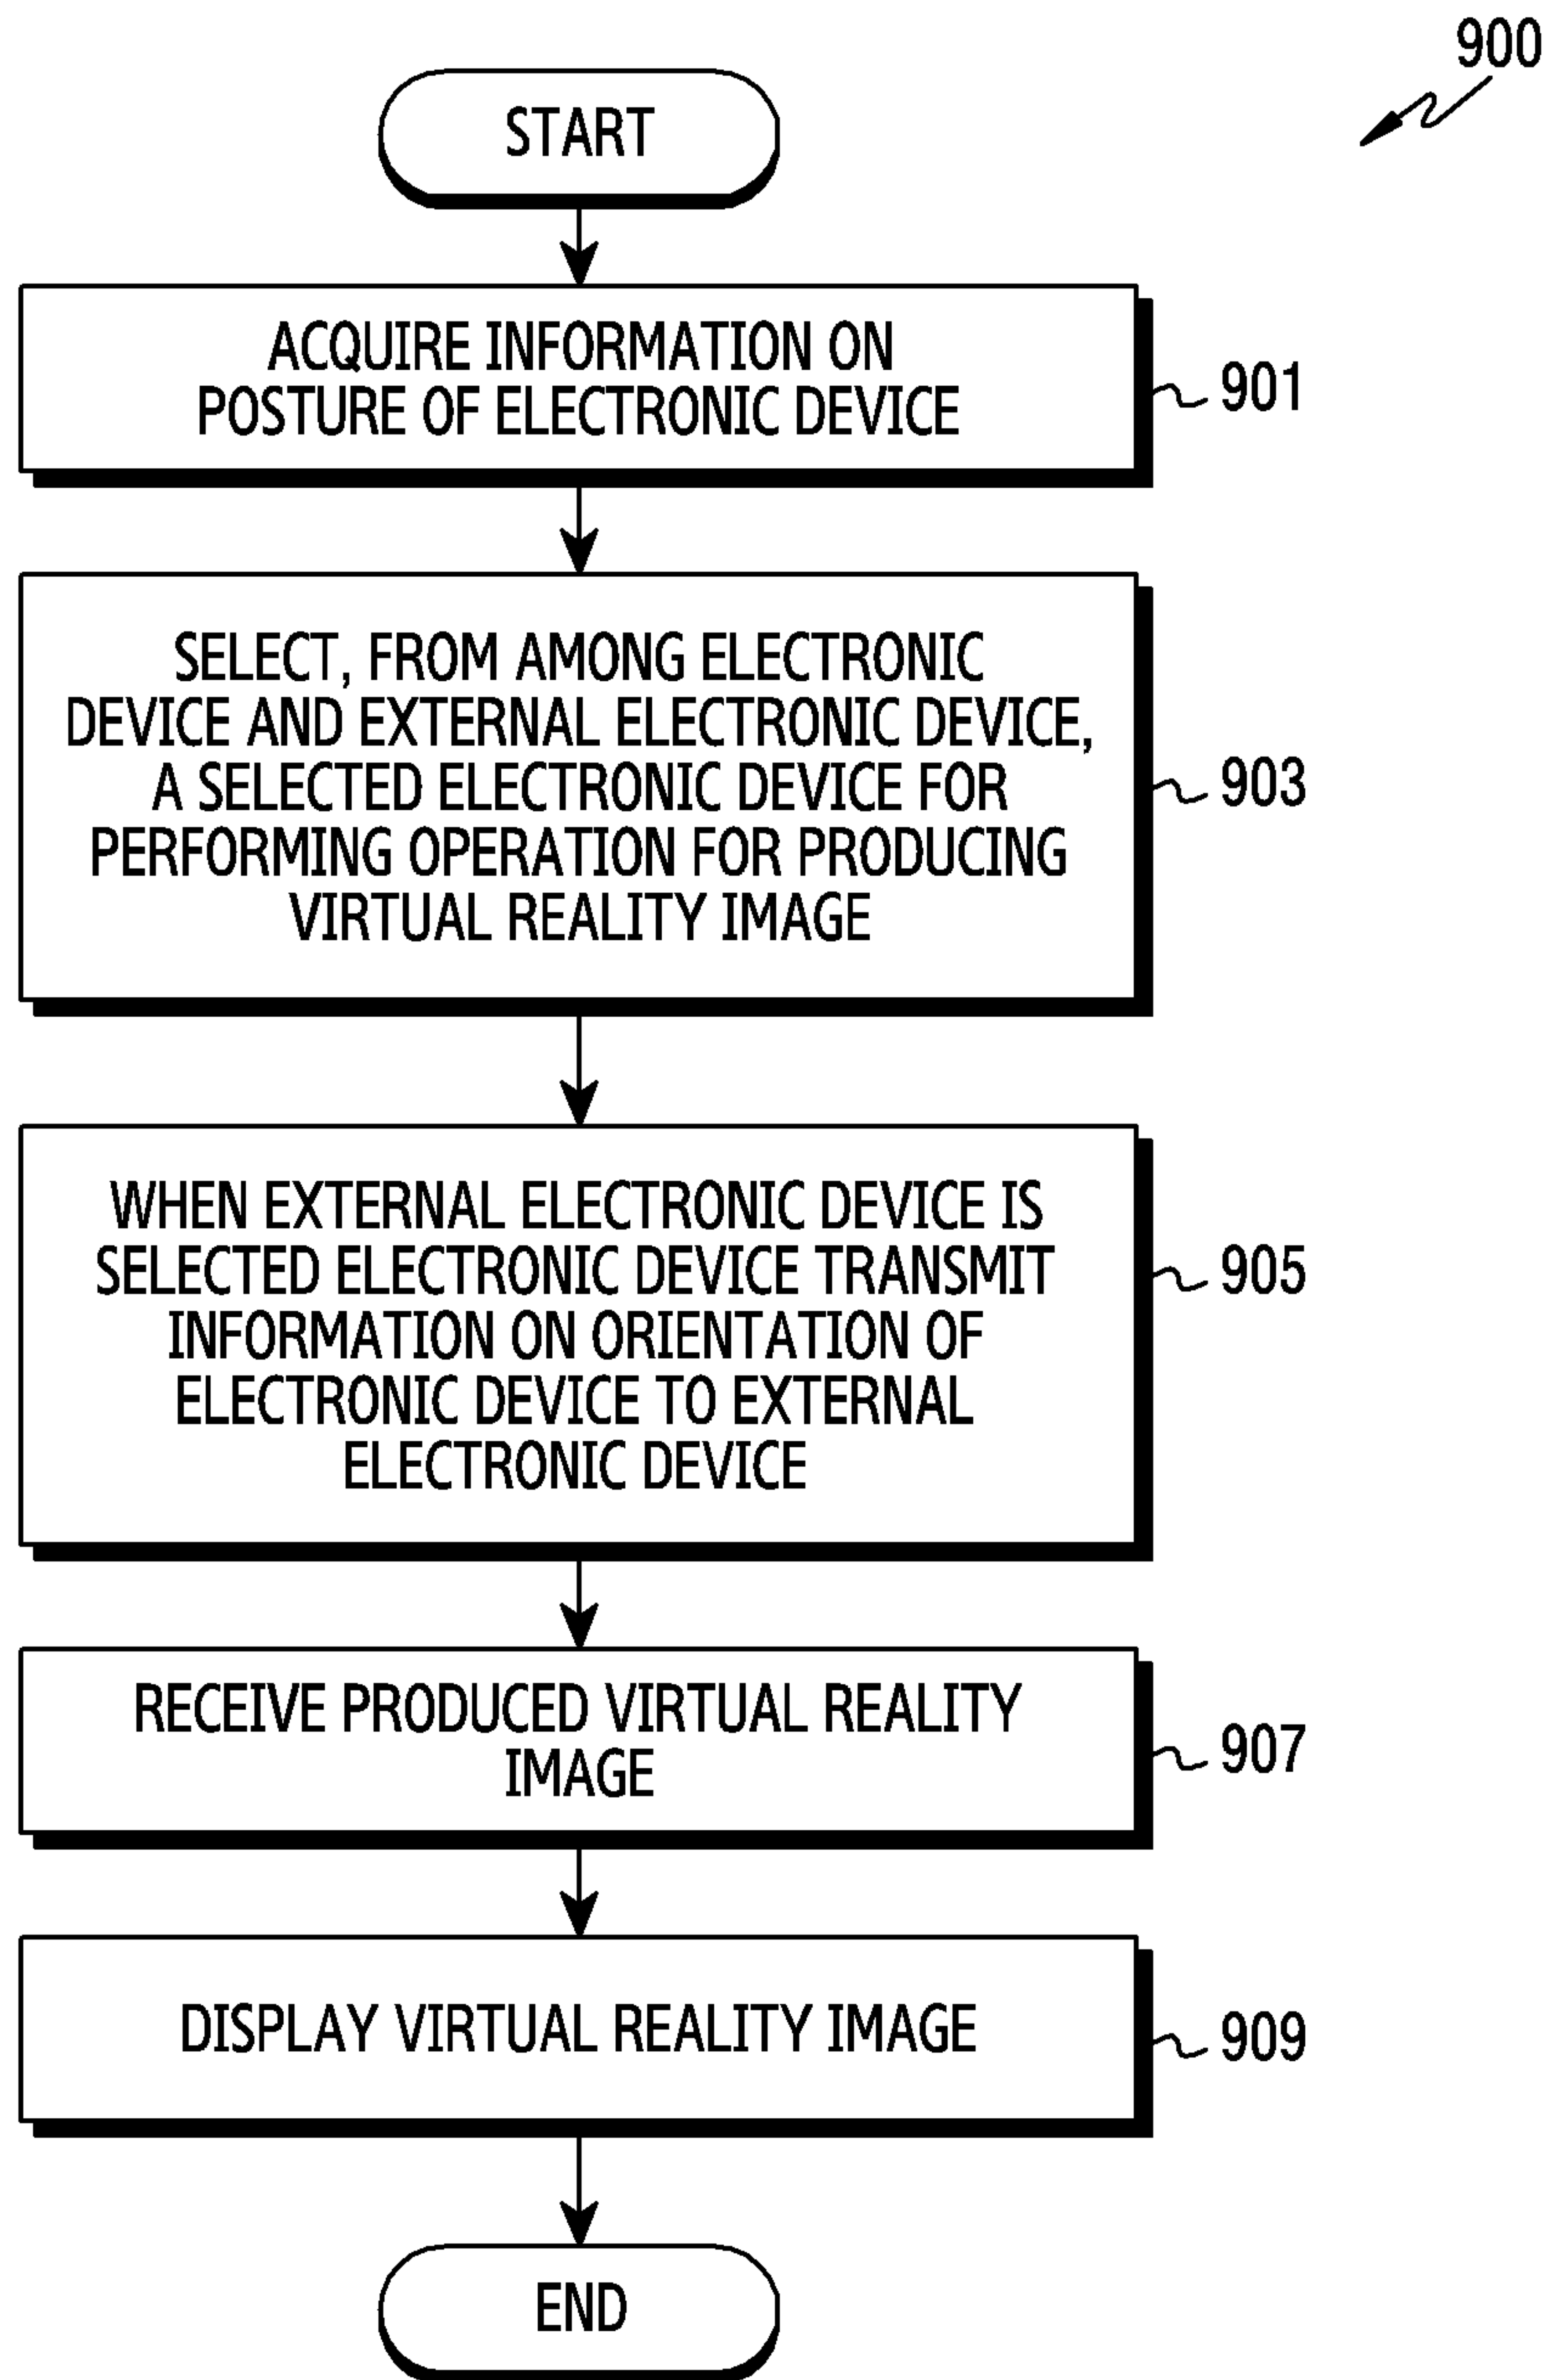 900
START
ACQUIRE INFORMATION ON
POSTURE OF ELECTRONIC DEVICE
901
SELECT, FROM AMONG ELECTRONIC
DEVICE AND EXTERNAL ELECTRONIC DEVICE,
A SELECTED ELECTRONIC DEVICE FOR
PERFORMING OPERATION FOR PRODUCING
VIRTUAL REALITY IMAGE
903
WHEN EXTERNAL ELECTRONIC DEVICE IS
SELECTED ELECTRONIC DEVICE TRANSMIT
INFORMATION ON ORIENTATION OF
ELECTRONIC DEVICE TO EXTERNAL
ELECTRONIC DEVICE
905
RECEIVE PRODUCED VIRTUAL REALITY
IMAGE
907
DISPLAY VIRTUAL REALITY IMAGE
909
END